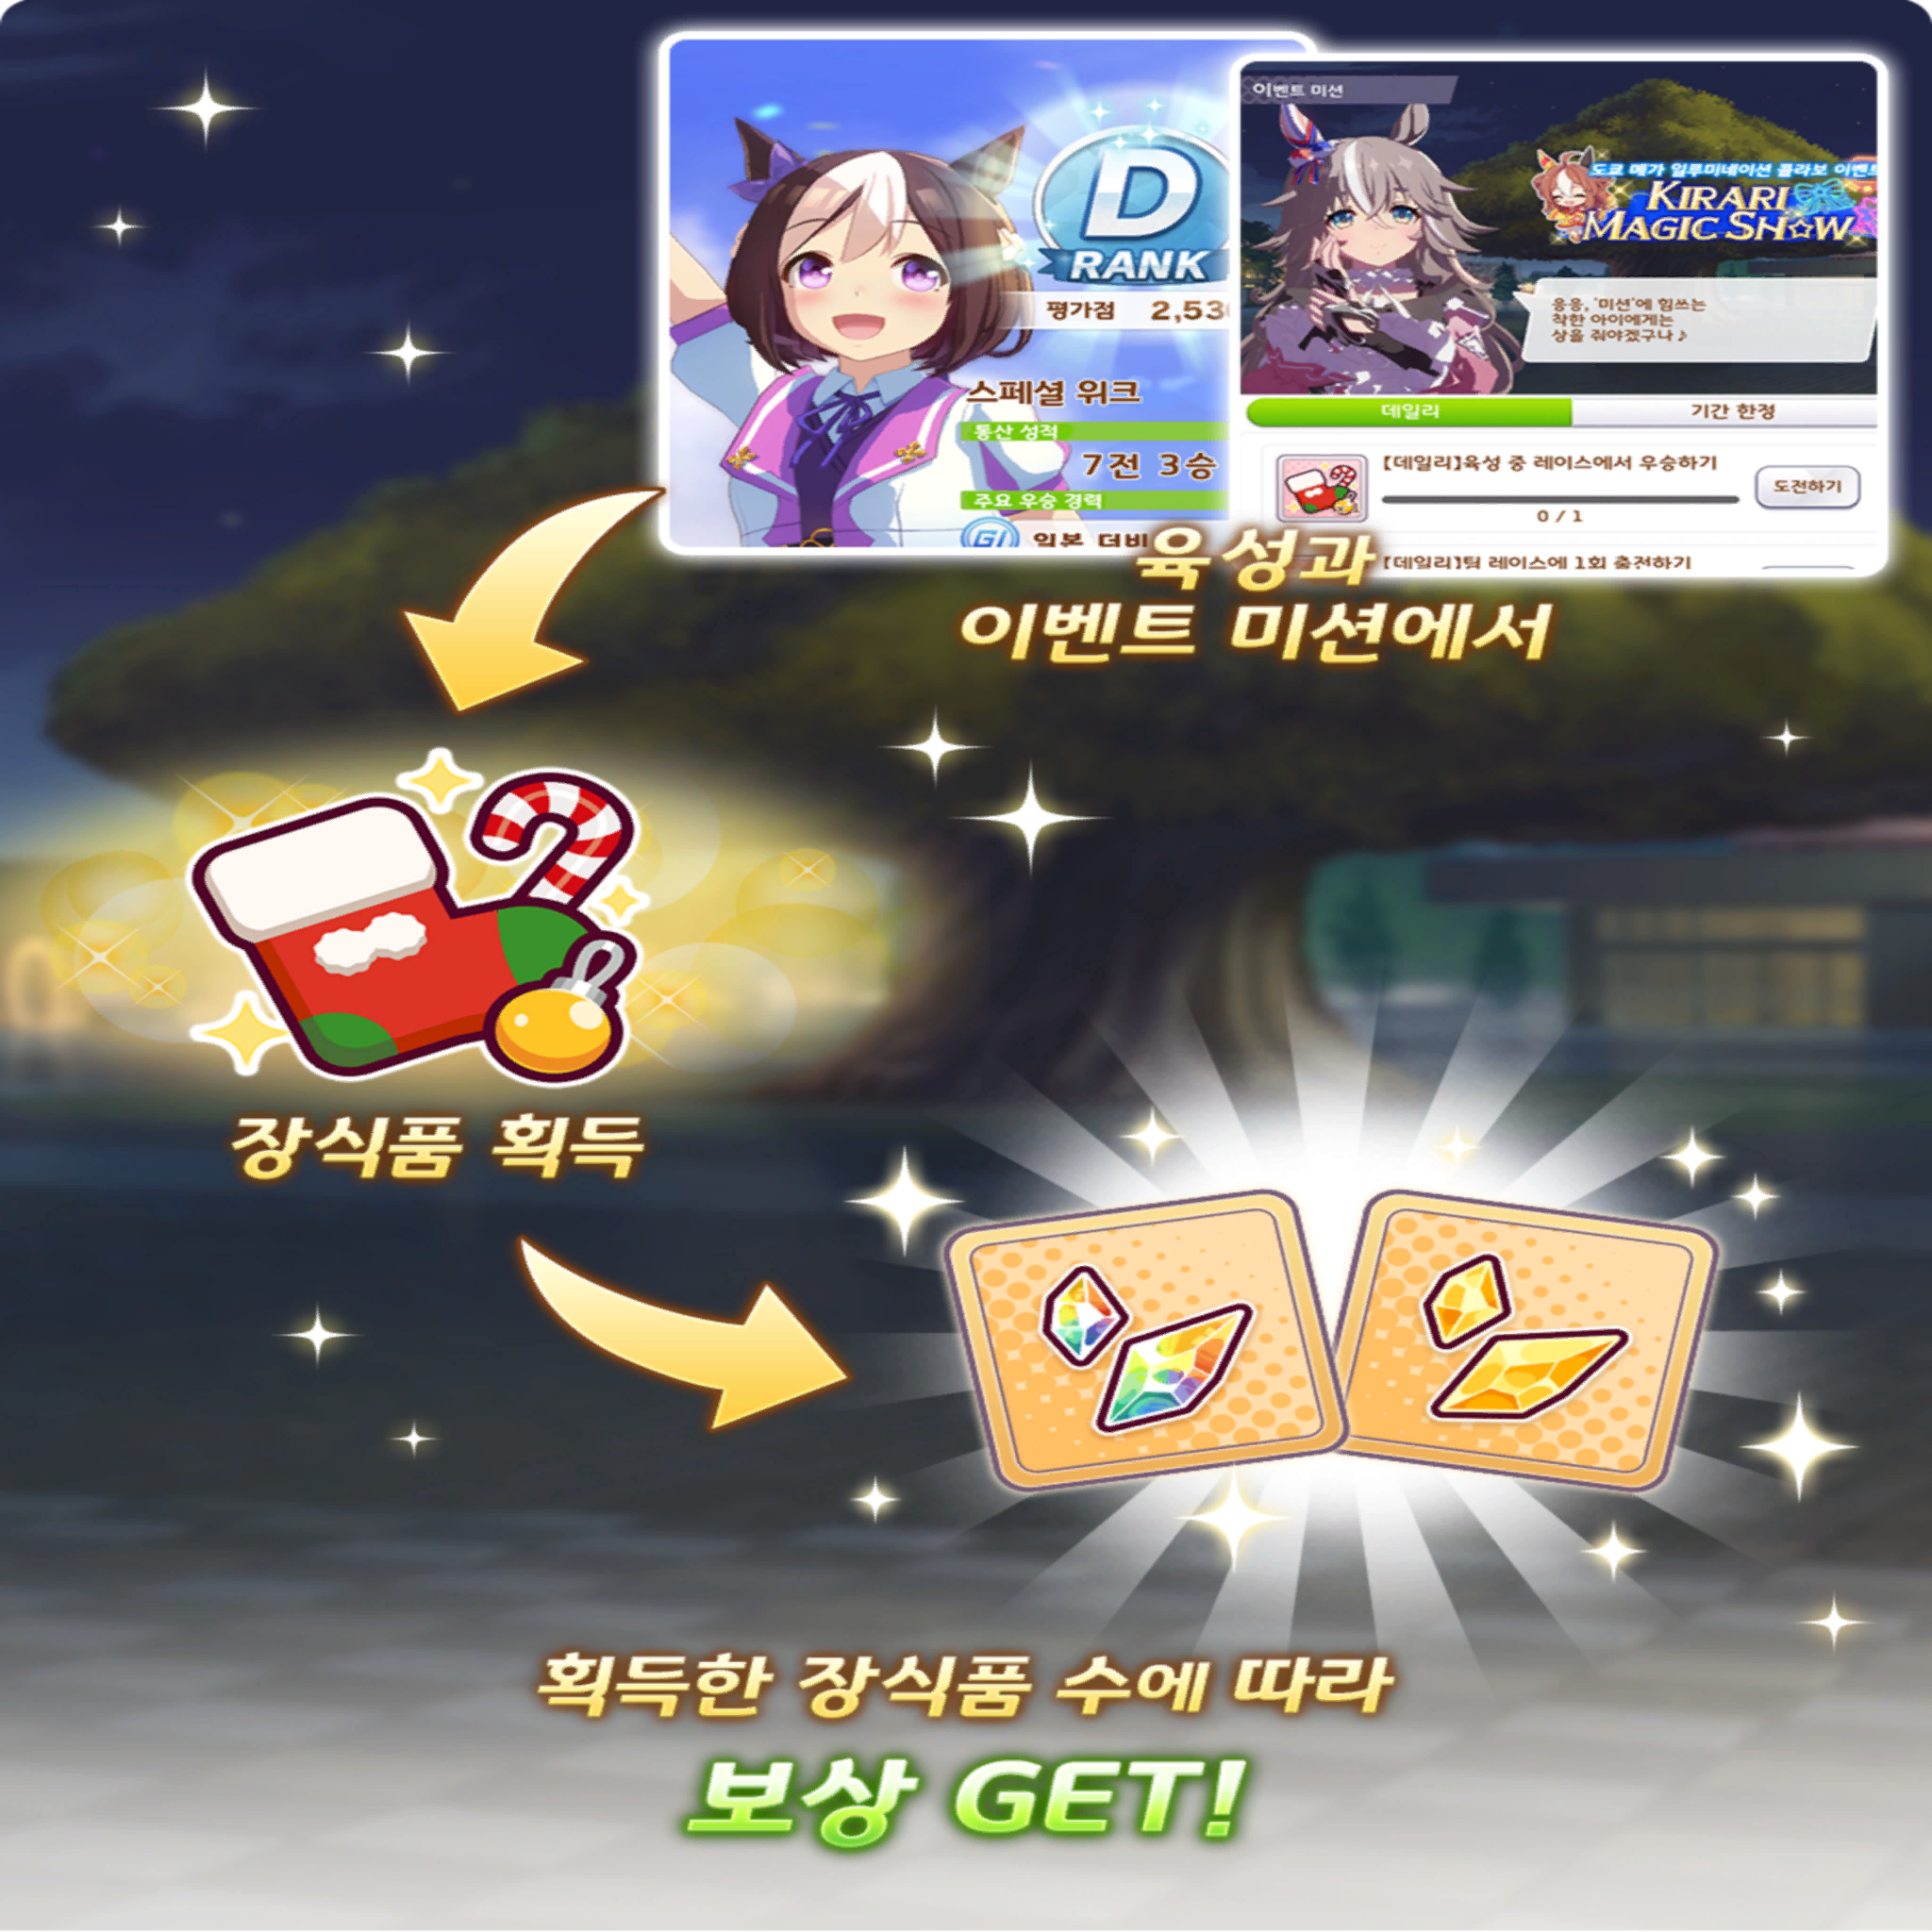 D
RANK
평가점 2,53
스페셜 위크
통산 성적
7전 3승
주요 우승 경력
GI 일본 더비
이벤트 미션
도쿄 메가 일루미네이션 콜라보 이벤트
KIRARI
MAGIC SH☆W
응응, '미션'에 힘쓰는
착한 아이에게는
상을 줘야겠구나♪
데일리 기간 한정
【데일리】육성 중 레이스에서 우승하기
도전하기
0 / 1
【데일리】팀 레이스에 1회 출전하기
육성과
이벤트 미션에서
장식품 획득
획득한 장식품 수에 따라
보상 GET!